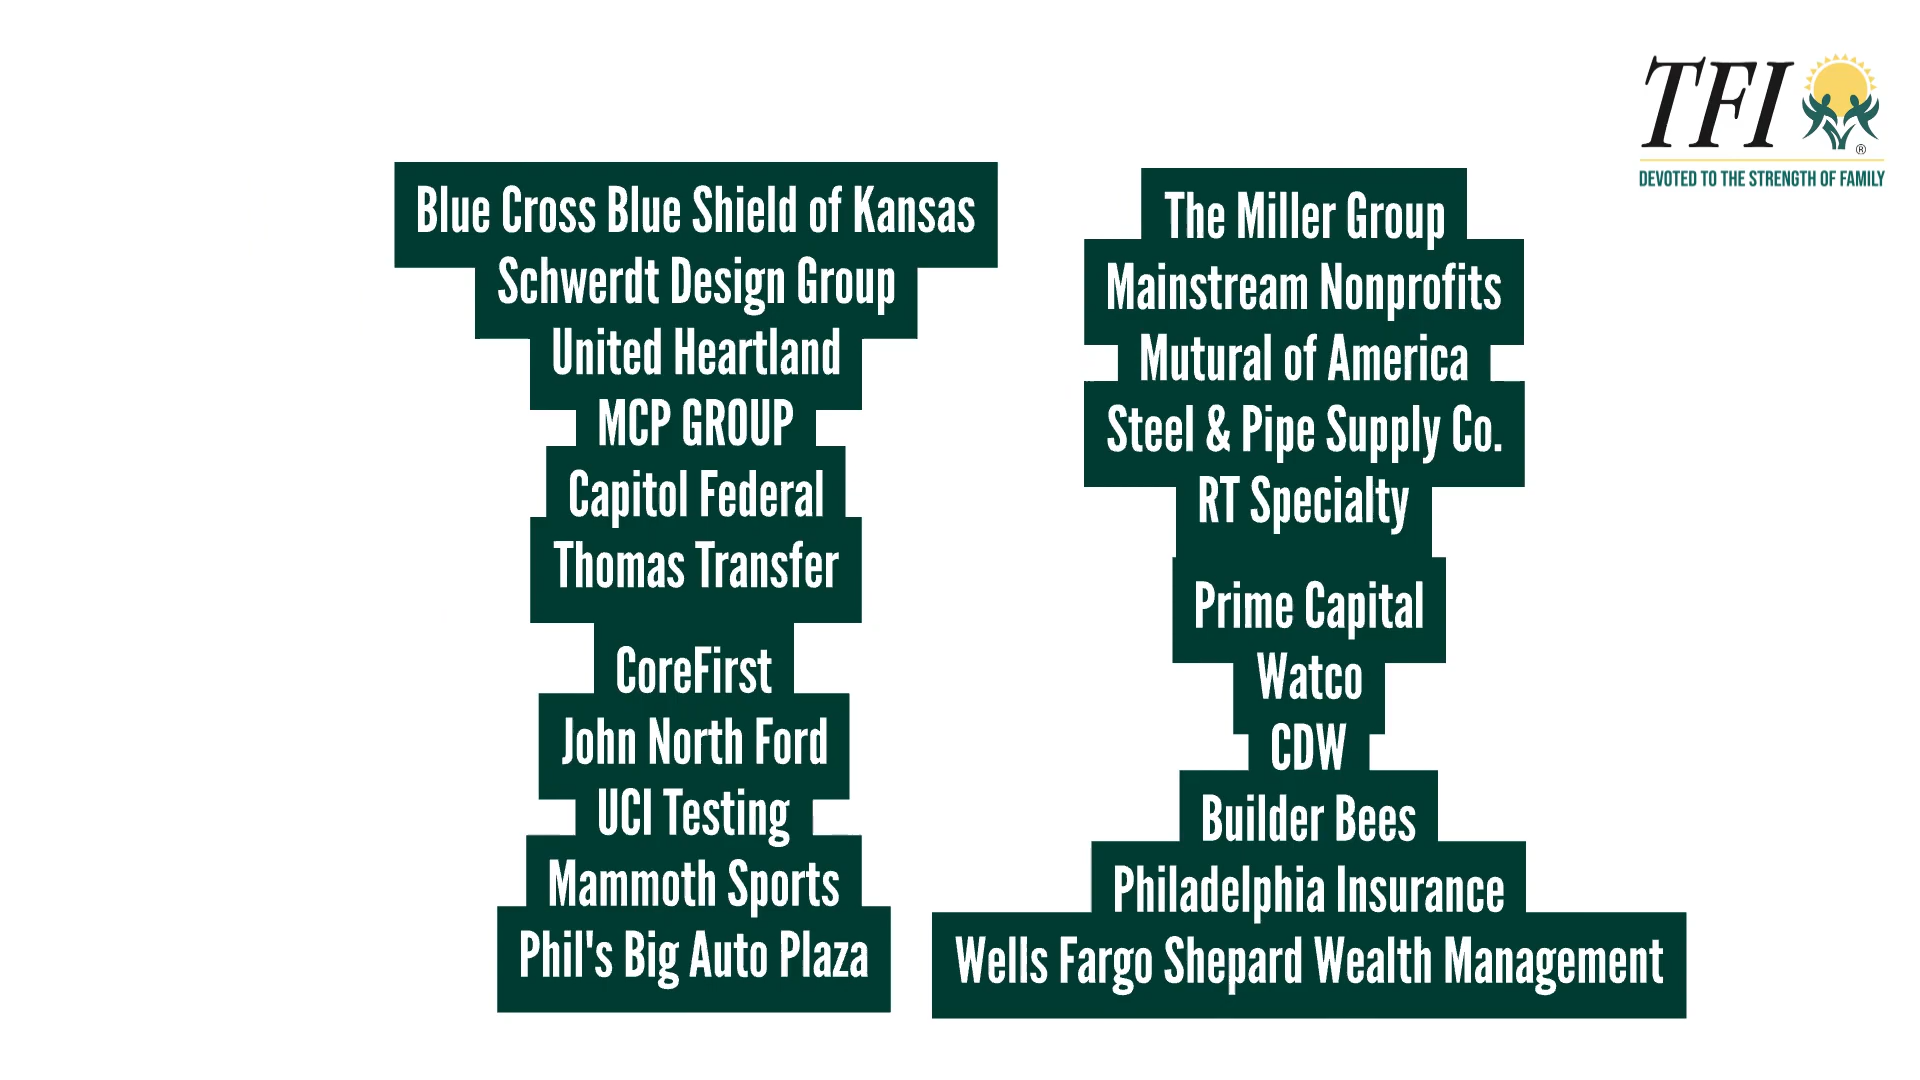 TFI
®
DEVOTED TO THE STRENGTH OF FAMILY
Blue Cross Blue Shield of Kansas
Schwerdt Design Group
United Heartland
MCP GROUP
Capitol Federal
Thomas Transfer
CoreFirst
John North Ford
UCI Testing
Mammoth Sports
Phil's Big Auto Plaza
The Miller Group
Mainstream Nonprofits
Mutural of America
Steel & Pipe Supply Co.
RT Specialty
Prime Capital
Watco
CDW
Builder Bees
Philadelphia Insurance
Wells Fargo Shepard Wealth Management